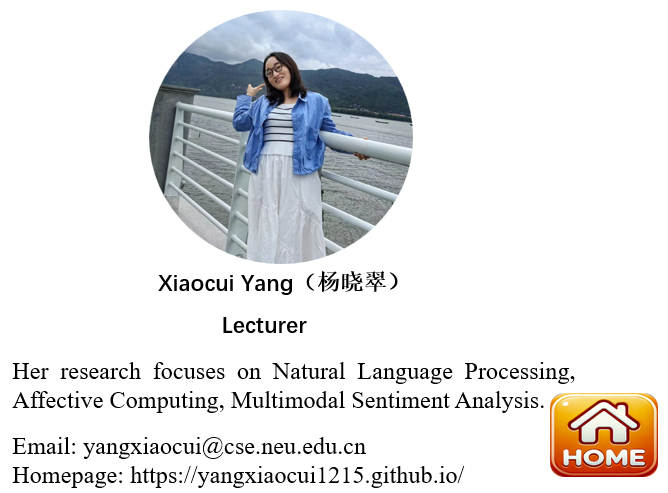 Xiaocui Yang（杨晓翠）
Lecturer
Her research focuses on Natural Language Processing,
Affective Computing, Multimodal Sentiment Analysis.
HOME
Email: yangxiaocui@cse.neu.edu.cn
Homepage: https://yangxiaocui1215.github.io/